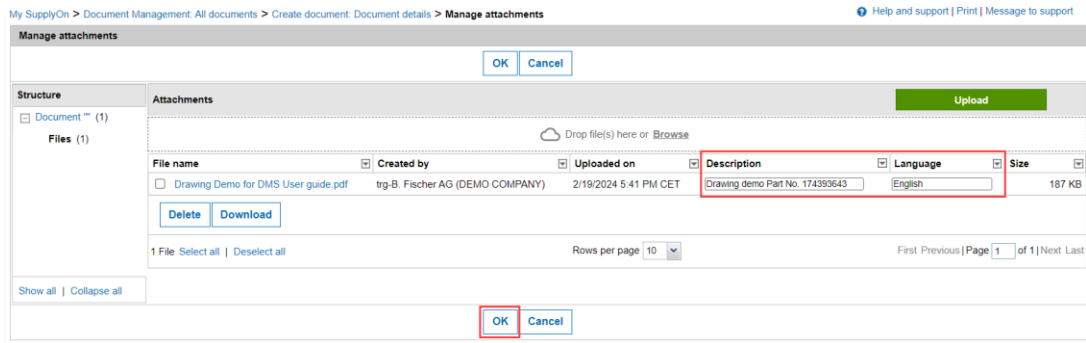 My SupplyOn > Document Management: All documents > Create document: Document details > Manage attachments
Help and support | Print | Message to support
Manage attachments
OK Cancel
Structure
Document "" (1)
Files (1)
Attachments
Upload
Drop file(s) here or Browse
File name Created by Uploaded on Description Language Size
Drawing Demo for DMS User guide.pdf trg-B. Fischer AG (DEMO COMPANY) 2/19/2024 5:41 PM CET Drawing demo Part No. 174393643 English 187 KB
Delete Download
1 File Select all | Deselect all Rows per page 10 First Previous | Page 1 of 1 | Next Last
Show all | Collapse all
OK Cancel